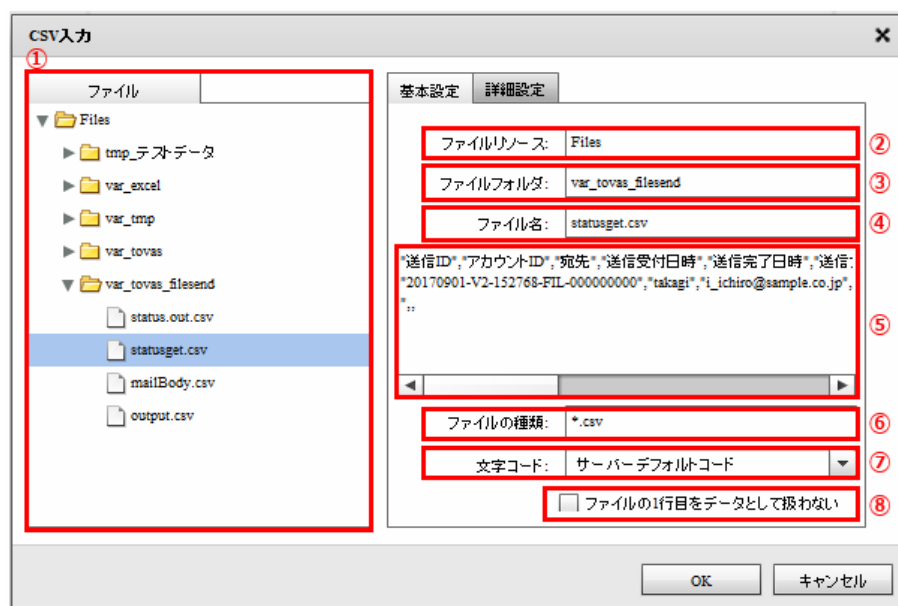 CSV入力
①
ファイル
Files
tmp_テストデータ
var_excel
var_tmp
var_tovas
var_tovas_filesend
status.out.csv
statusget.csv
mailBody.csv
output.csv
基本設定 詳細設定
ファイルリソース: Files ②
ファイルフォルダ: var_tovas_filesend ③
ファイル名: statusget.csv ④
"送信ID","アカウントID","宛先","送信受付日時","送信完了日時","送信
"20170901-V2-152768-FIL-000000000","takagi","i_ichiro@sample.co.jp",
",,
⑤
ファイルの種類: *.csv ⑥
文字コード: サーバーデフォルトコード ⑦
ファイルの1行目をデータとして扱わない ⑧
OK キャンセル